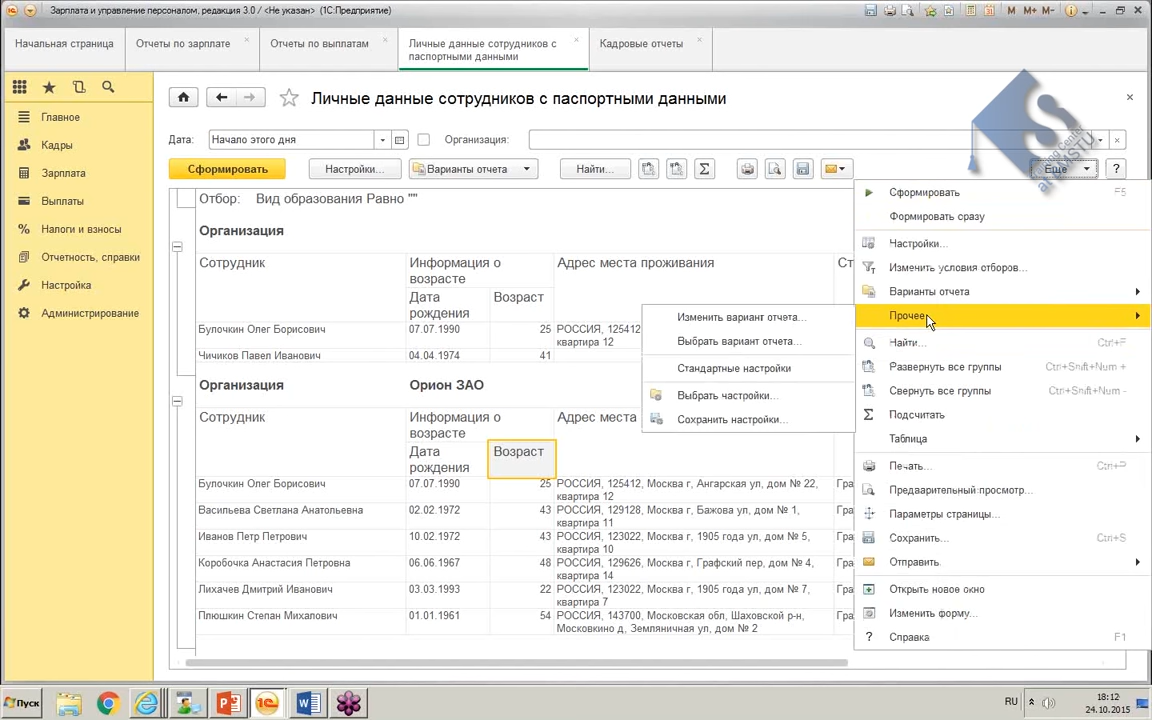 Зарплата и управление персоналом, редакция 3.0 / <Не указан> (1С:Предприятие)
M M+ M-
Начальная страница
Отчеты по зарплате
Отчеты по выплатам
Личные данные сотрудников с
паспортными данными
Кадровые отчеты
Главное
Кадры
Зарплата
Выплаты
Налоги и взносы
Отчетность, справки
Настройка
Администрирование
Личные данные сотрудников с паспортными данными
Дата: Начало этого дня Организация:
Сформировать Настройки... Варианты отчета Найти... Еще ?
Отбор: Вид образования Равно ""
Организация
Сотрудник Информация о возрасте Адрес места проживания Ст
Дата рождения Возраст
Булочкин Олег Борисович 07.07.1990 25 РОССИЯ, 125412
квартира 12
Чичиков Павел Иванович 04.04.1974 41
Организация Орион ЗАО
Сотрудник Информация о возрасте Адрес места
Дата рождения Возраст
Булочкин Олег Борисович 07.07.1990 25 РОССИЯ, 125412, Москва г, Ангарская ул, дом № 22, Гра
квартира 12
Васильева Светлана Анатольевна 02.02.1972 43 РОССИЯ, 129128, Москва г, Бажова ул, дом № 1, Гра
квартира 11
Иванов Петр Петрович 10.02.1972 43 РОССИЯ, 123022, Москва г, 1905 года ул, дом № 5, Гра
квартира 10
Коробочка Анастасия Петровна 06.06.1967 48 РОССИЯ, 129626, Москва г, Графский пер, дом № 4, Гра
квартира 14
Лихачев Дмитрий Иванович 03.03.1993 22 РОССИЯ, 123022, Москва г, 1905 года ул, дом № 7, Гра
квартира 7
Плюшкин Степан Михалович 01.01.1961 54 РОССИЯ, 143700, Московская обл, Шаховской р-н, Гра
Московкино д, Земляничная ул, дом № 2
Изменить вариант отчета...
Выбрать вариант отчета...
Стандартные настройки
Выбрать настройки...
Сохранить настройки...
Сформировать F5
Формировать сразу
Настройки...
Изменить условия отборов...
Варианты отчета
Прочее
Найти... Ctrl+F
Развернуть все группы Ctrl+Shift+Num +
Свернуть все группы Ctrl+Shift+Num -
Подсчитать
Таблица
Печать... Ctrl+P
Предварительный просмотр...
Параметры страницы...
Сохранить... Ctrl+S
Отправить
Открыть новое окно
Изменить форму...
Справка F1
Пуск
RU
18:12
24.10.2015